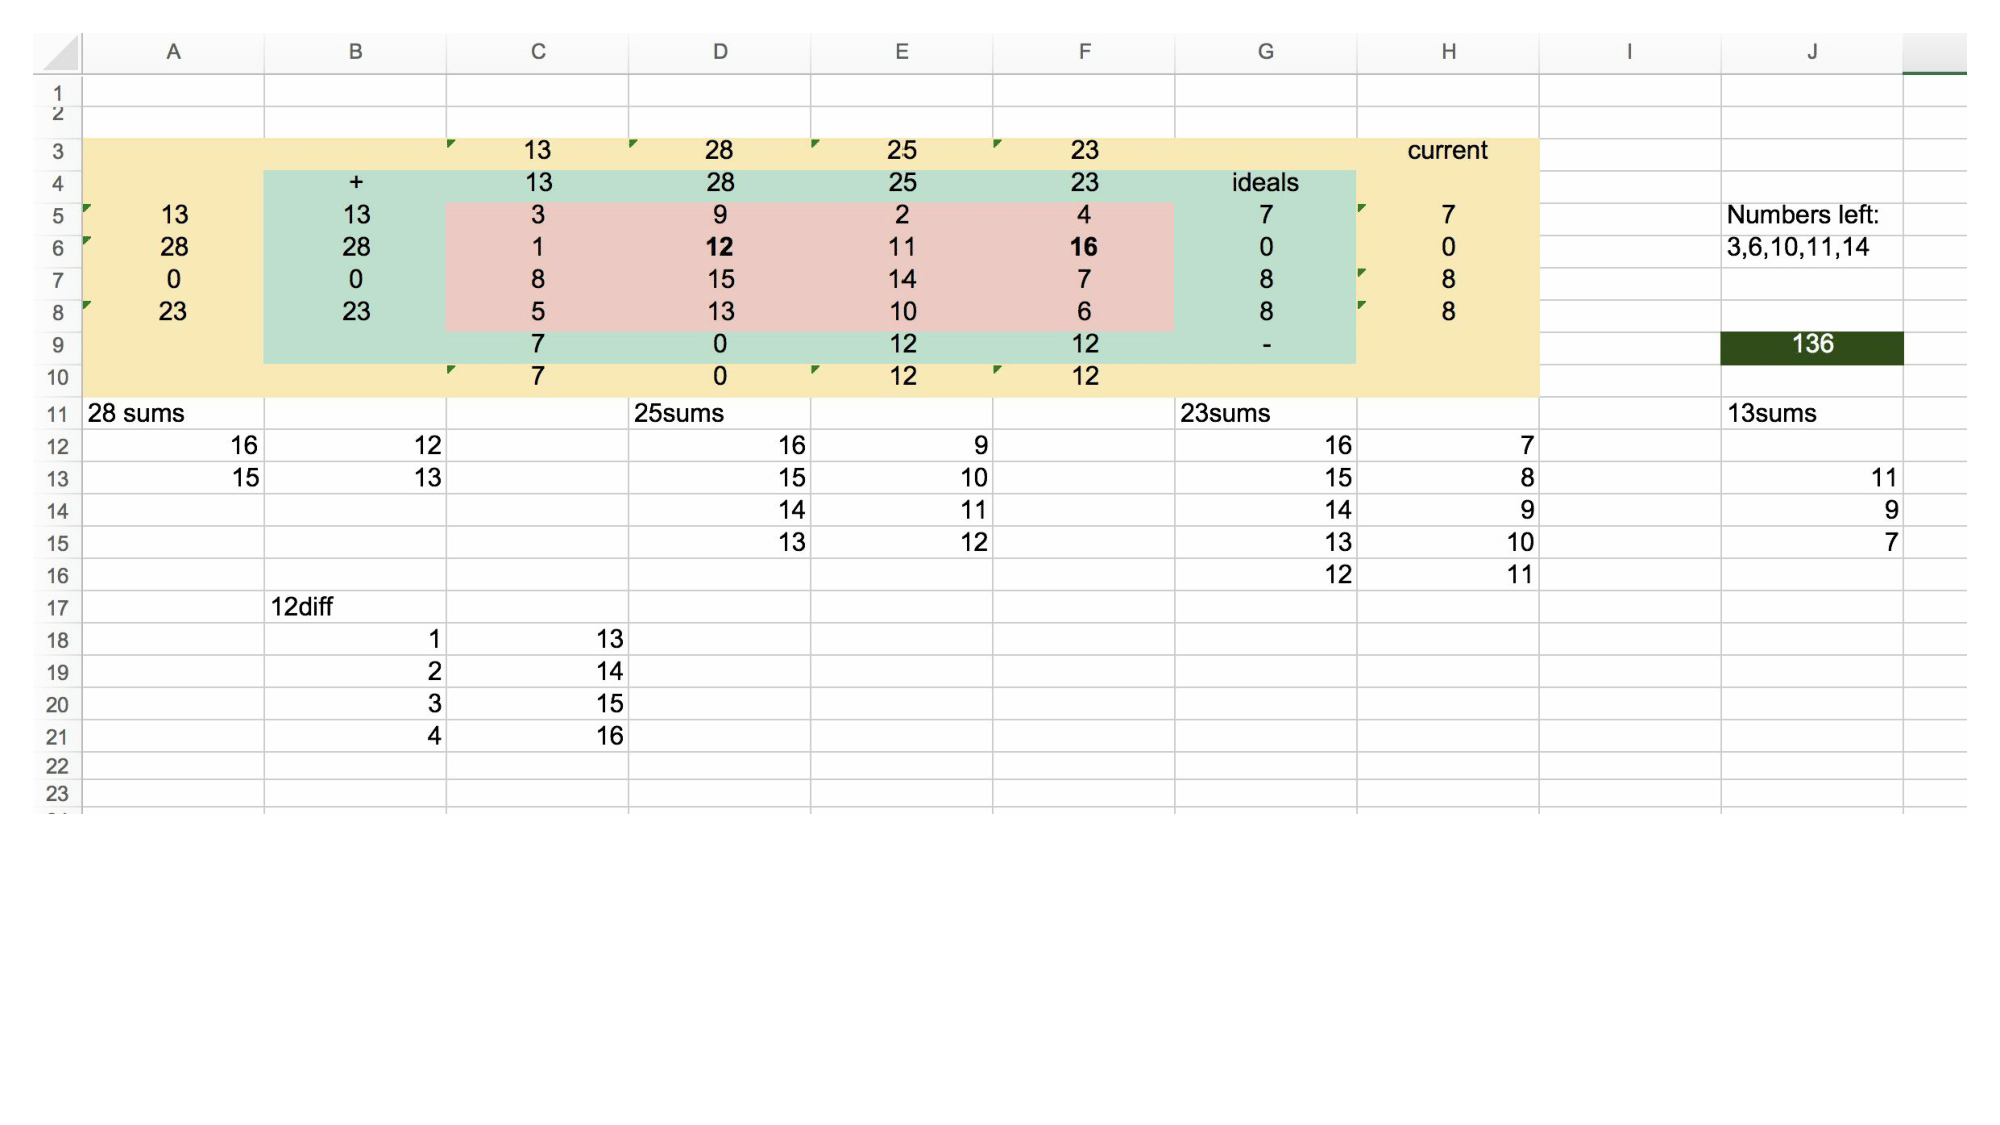 A B C D E F G H I J
1
2
3 13 28 25 23 current
4 + 13 28 25 23 ideals
5 13 13 3 9 2 4 7 7 Numbers left:
6 28 28 1 12 11 16 0 0 3,6,10,11,14
7 0 0 8 15 14 7 8 8
8 23 23 5 13 10 6 8 8
9 7 0 12 12 - 136
10 7 0 12 12
11 28 sums 25sums 23sums 13sums
12 16 12 16 9 16 7
13 15 13 15 10 15 8 11
14 14 11 14 9 9
15 13 12 13 10 7
16 12 11
17 12diff
18 1 13
19 2 14
20 3 15
21 4 16
22
23